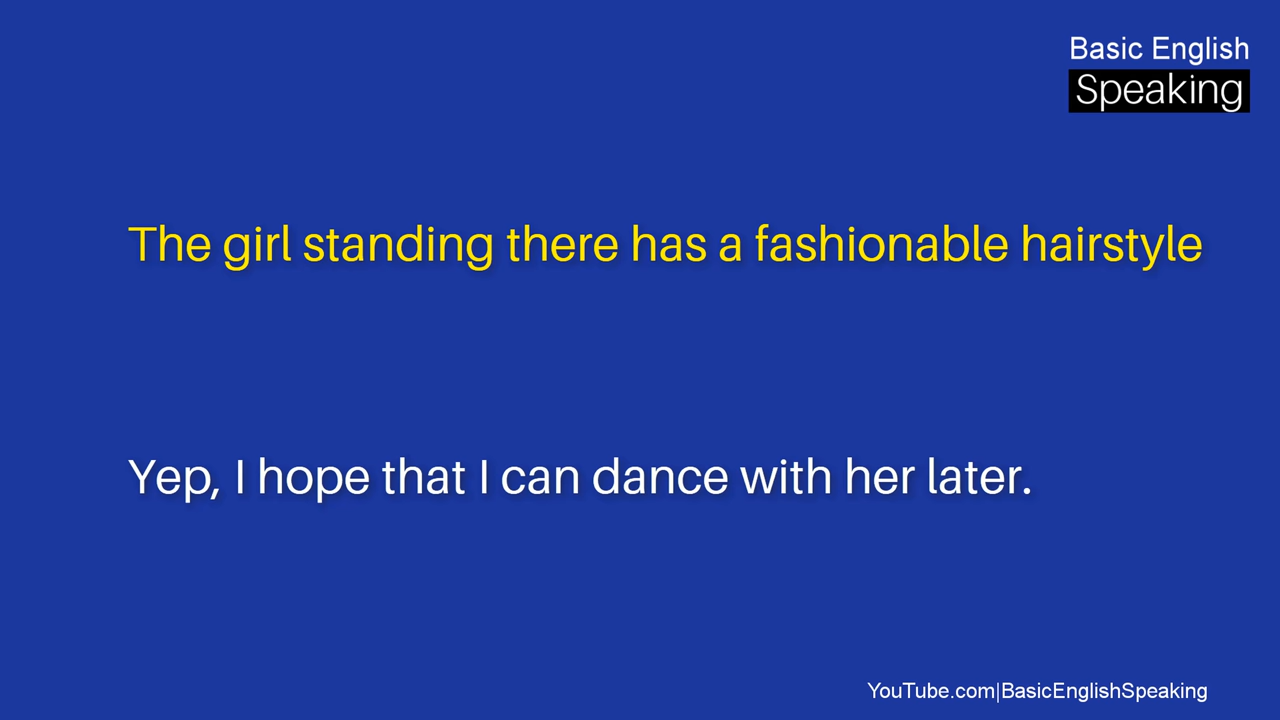 Basic English
Speaking
The girl standing there has a fashionable hairstyle
Yep, I hope that I can dance with her later.
YouTube.com|BasicEnglishSpeaking